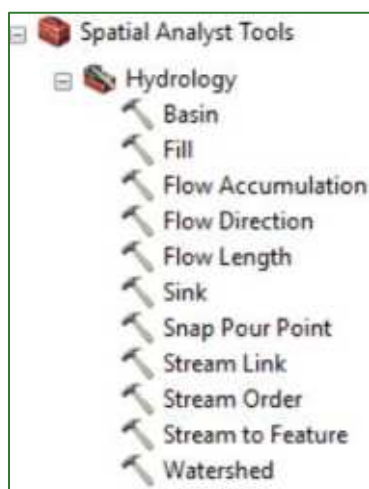 Spatial Analyst Tools
Hydrology
Basin
Fill
Flow Accumulation
Flow Direction
Flow Length
Sink
Snap Pour Point
Stream Link
Stream Order
Stream to Feature
Watershed